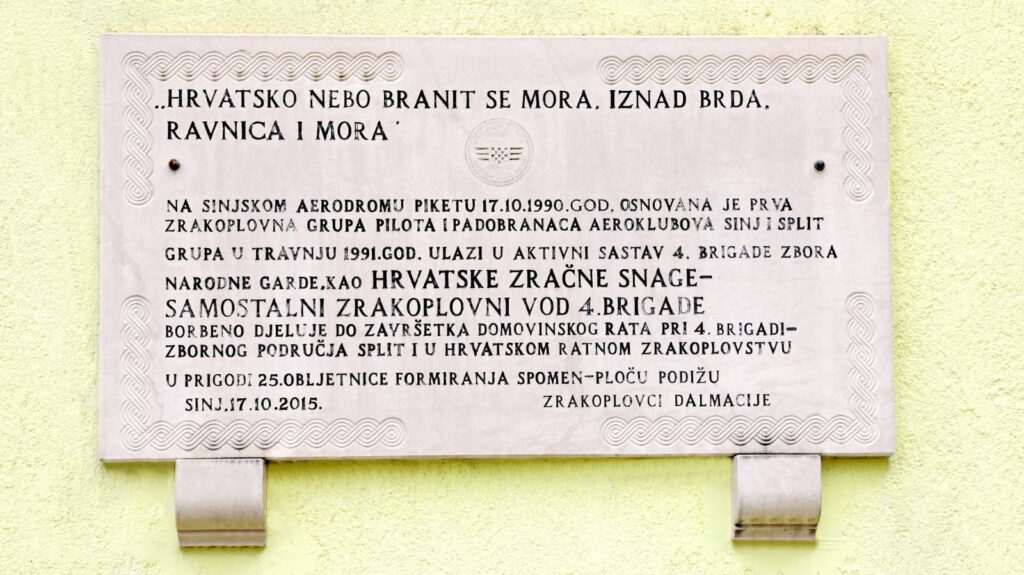 „HRVATSKO NEBO BRANIT SE MORA, IZNAD BRDA,
RAVNICA I MORA"
NA SINJSKOM AERODROMU PIKETU 17.10.1990.GOD. OSNOVANA JE PRVA
ZRAKOPLOVNA GRUPA PILOTA I PADOBRANACA AEROKLUBOVA SINJ I SPLIT
GRUPA U TRAVNJU 1991.GOD. ULAZI U AKTIVNI SASTAV 4. BRIGADE ZBORA
NARODNE GARDE,KAO HRVATSKE ZRAČNE SNAGE-
SAMOSTALNI ZRAKOPLOVNI VOD 4.BRIGADE
BORBENO DJELUJE DO ZAVRŠETKA DOMOVINSKOG RATA PRI 4. BRIGADI-
ZBORNOG PODRUČJA SPLIT I U HRVATSKOM RATNOM ZRAKOPLOVSTVU
U PRIGODI 25.OBLJETNICE FORMIRANJA SPOMEN-PLOČU PODIŽU
SINJ,17.10.2015. ZRAKOPLOVCI DALMACIJE